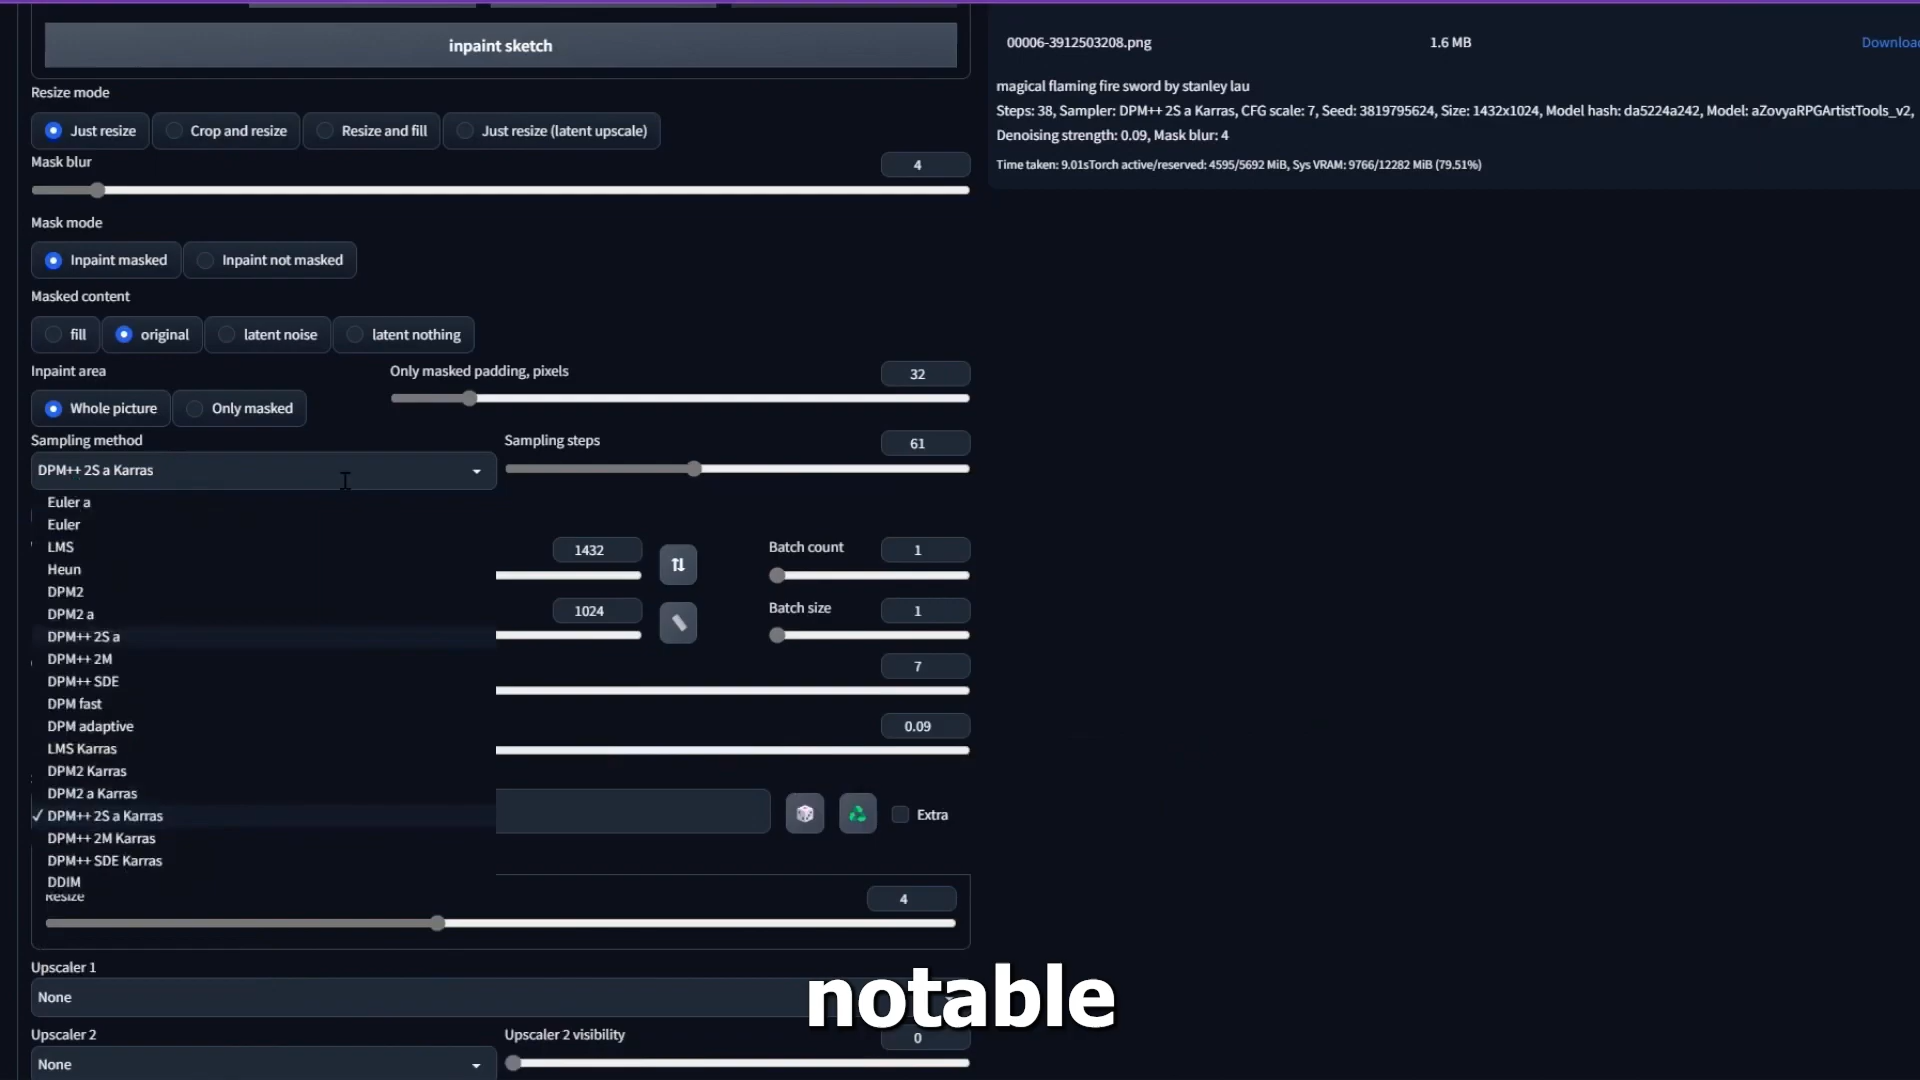 inpaint sketch
00006-3912503208.png 1.6 MB Download
magical flaming fire sword by stanley lau
Steps: 38, Sampler: DPM++ 2S a Karras, CFG scale: 7, Seed: 3819795624, Size: 1432x1024, Model hash: da5224a242, Model: aZovyaRPGArtistTools_v2,
Denoising strength: 0.09, Mask blur: 4
Time taken: 9.01sTorch active/reserved: 4595/5692 MiB, Sys VRAM: 9766/12282 MiB (79.51%)
Resize mode
Just resize Crop and resize Resize and fill Just resize (latent upscale)
Mask blur 4
Mask mode
Inpaint masked Inpaint not masked
Masked content
fill original latent noise latent nothing
Inpaint area Only masked padding, pixels 32
Whole picture Only masked
Sampling method Sampling steps 61
DPM++ 2S a Karras
Euler a
Euler
LMS
Heun
DPM2
DPM2 a
DPM++ 2S a
DPM++ 2M
DPM++ SDE
DPM fast
DPM adaptive
LMS Karras
DPM2 Karras
DPM2 a Karras
✓ DPM++ 2S a Karras
DPM++ 2M Karras
DPM++ SDE Karras
DDIM
1432 Batch count 1
1024 Batch size 1
7
0.09
Extra
Resize 4
Upscaler 1
None
Upscaler 2 Upscaler 2 visibility 0
None
notable